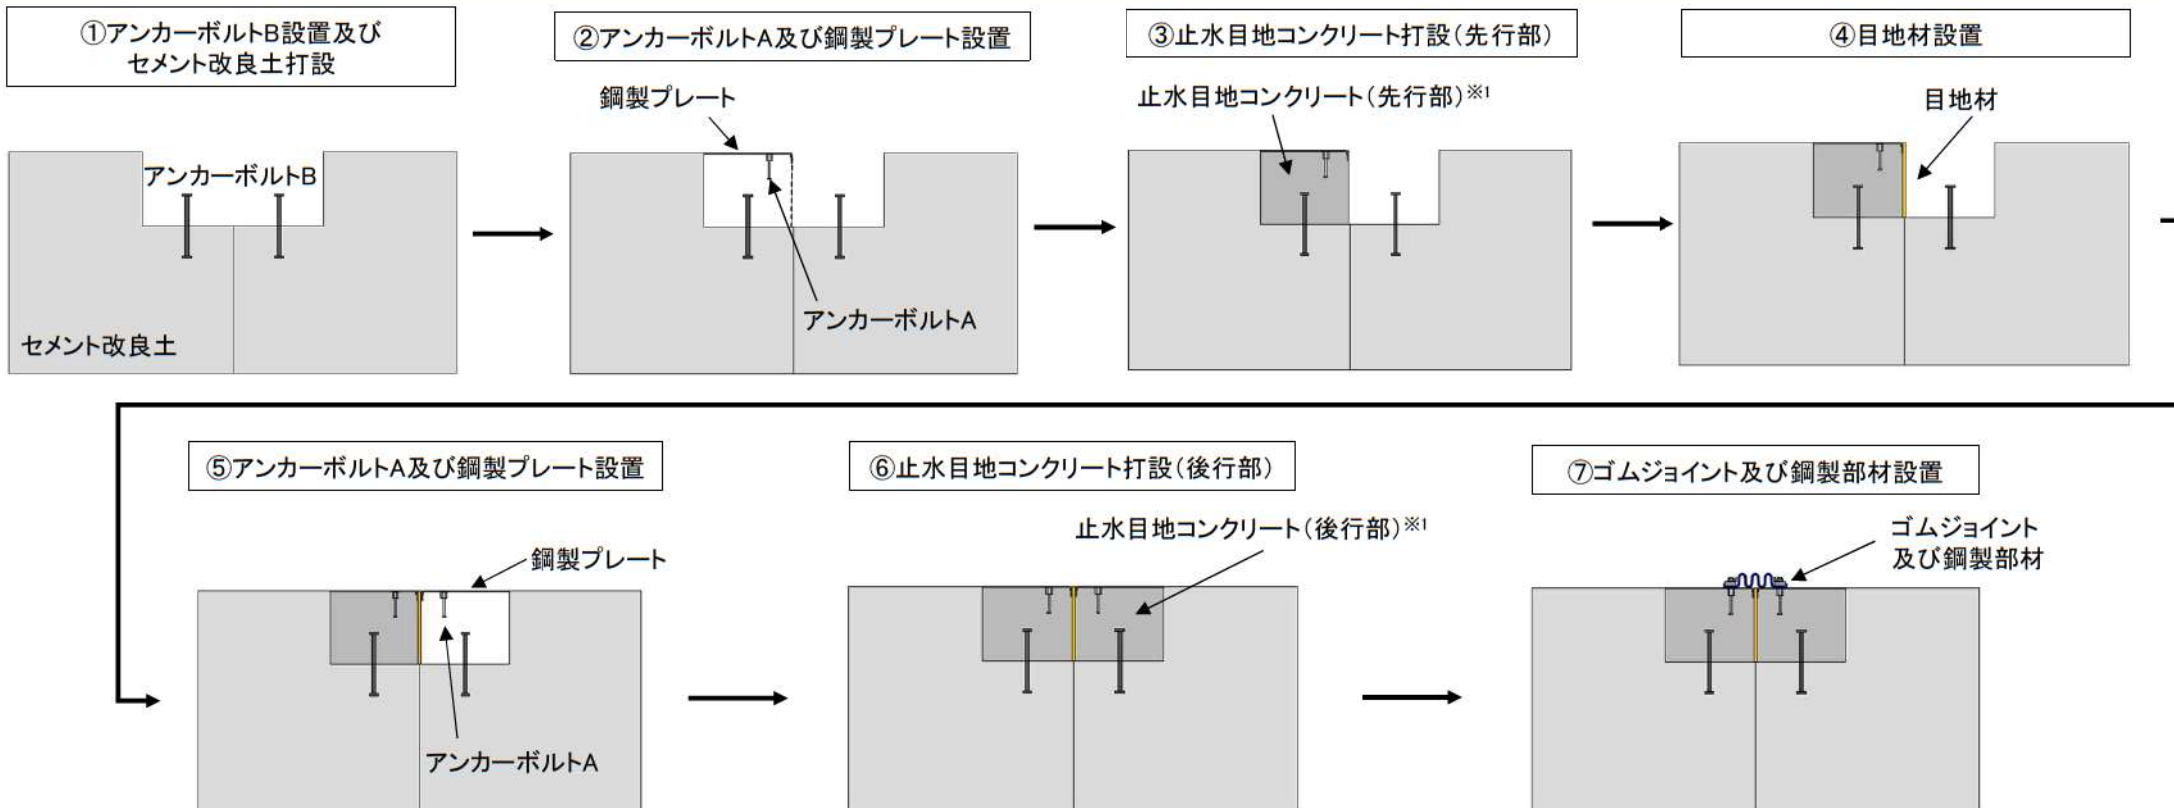 ①アンカーボルトB設置及び
セメント改良土打設
アンカーボルトB
セメント改良土
②アンカーボルトA及び鋼製プレート設置
鋼製プレート
アンカーボルトA
③止水目地コンクリート打設(先行部)
止水目地コンクリート(先行部)※1
④目地材設置
目地材
⑤アンカーボルトA及び鋼製プレート設置
鋼製プレート
アンカーボルトA
⑥止水目地コンクリート打設(後行部)
止水目地コンクリート(後行部)※1
⑦ゴムジョイント及び鋼製部材設置
ゴムジョイント
及び鋼製部材